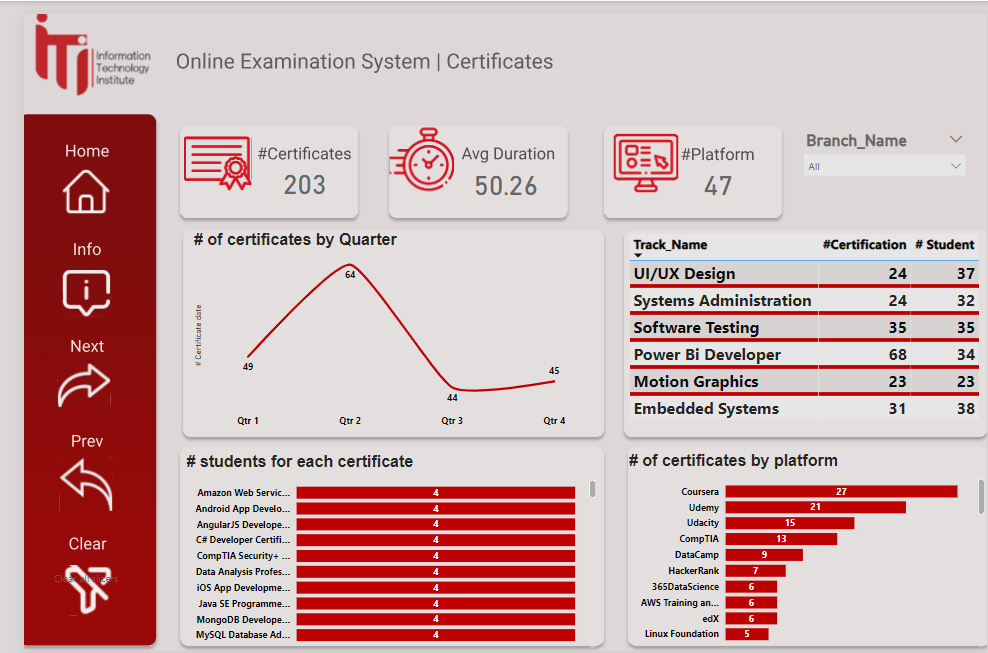 Information
Technology
Institute
Online Examination System | Certificates
Home
Info
Next
Prev
Clear
Clear all slicers
#Certificates
203
Avg Duration
50.26
#Platform
47
Branch_Name
All
# of certificates by Quarter
# Certificate date
49
64
44
45
Qtr 1 Qtr 2 Qtr 3 Qtr 4
Track_Name #Certification # Student
UI/UX Design 24 37
Systems Administration 24 32
Software Testing 35 35
Power Bi Developer 68 34
Motion Graphics 23 23
Embedded Systems 31 38
# students for each certificate
Amazon Web Servic... 4
Android App Develo... 4
AngularJS Develope... 4
C# Developer Certifi... 4
CompTIA Security+ ... 4
Data Analysis Profes... 4
iOS App Developme... 4
Java SE Programme... 4
MongoDB Develope... 4
MySQL Database Ad... 4
# of certificates by platform
Coursera 27
Udemy 21
Udacity 15
CompTIA 13
DataCamp 9
HackerRank 7
365DataScience 6
AWS Training an... 6
edX 6
Linux Foundation 5